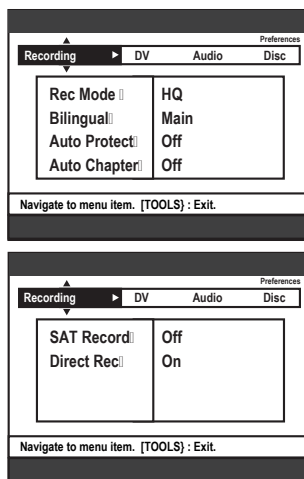 Preferences
Recording ► DV Audio Disc
Rec Mode HQ
Bilingual Main
Auto Protect Off
Auto Chapter Off
Navigate to menu item. [TOOLS} : Exit.
Preferences
Recording ► DV Audio Disc
SAT Record Off
Direct Rec On
Navigate to menu item. [TOOLS} : Exit.